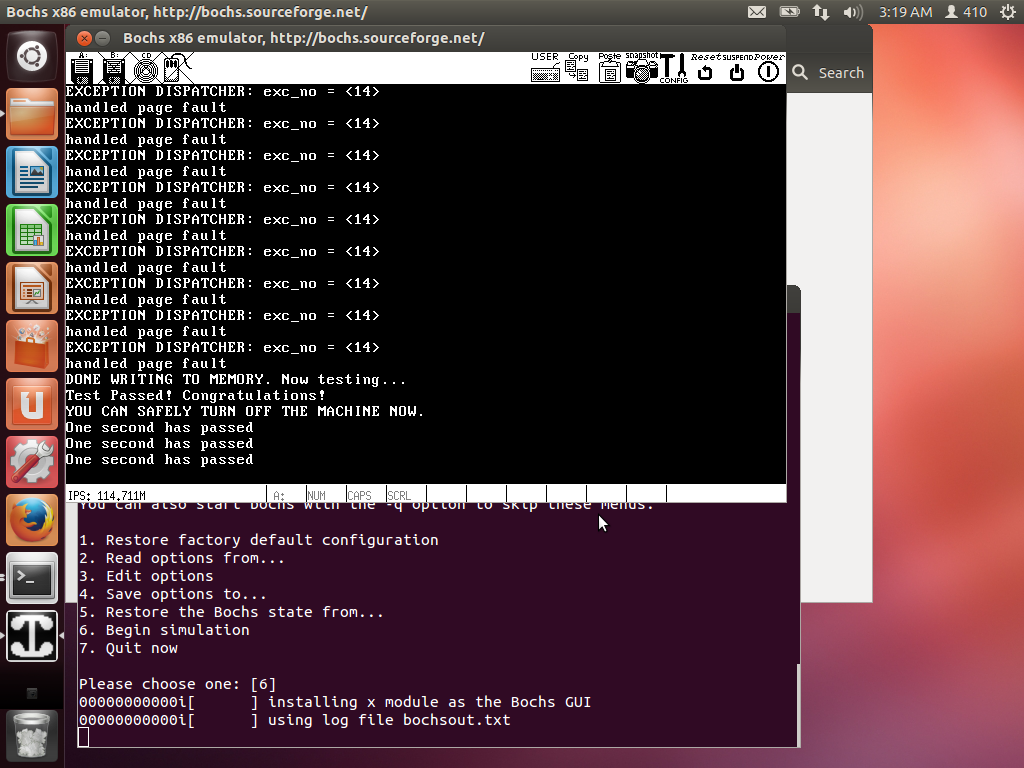 Bochs x86 emulator, http://bochs.sourceforge.net/
3:19 AM
410
Bochs x86 emulator, http://bochs.sourceforge.net/
A:
B:
CD
USER
Copy
Paste
snapshot
CONFIG
Reset
SUSPEND
Power
Search
EXCEPTION DISPATCHER: exc_no = <14>
handled page fault
EXCEPTION DISPATCHER: exc_no = <14>
handled page fault
EXCEPTION DISPATCHER: exc_no = <14>
handled page fault
EXCEPTION DISPATCHER: exc_no = <14>
handled page fault
EXCEPTION DISPATCHER: exc_no = <14>
handled page fault
EXCEPTION DISPATCHER: exc_no = <14>
handled page fault
EXCEPTION DISPATCHER: exc_no = <14>
handled page fault
EXCEPTION DISPATCHER: exc_no = <14>
handled page fault
EXCEPTION DISPATCHER: exc_no = <14>
handled page fault
DONE WRITING TO MEMORY. Now testing...
Test Passed! Congratulations!
YOU CAN SAFELY TURN OFF THE MACHINE NOW.
One second has passed
One second has passed
One second has passed
IPS: 114.711M
A:
NUM
CAPS
SCRL
You can also start Bochs with the -q option to skip these menus.
1. Restore factory default configuration
2. Read options from...
3. Edit options
4. Save options to...
5. Restore the Bochs state from...
6. Begin simulation
7. Quit now
Please choose one: [6]
00000000000i[      ] installing x module as the Bochs GUI
00000000000i[      ] using log file bochsout.txt